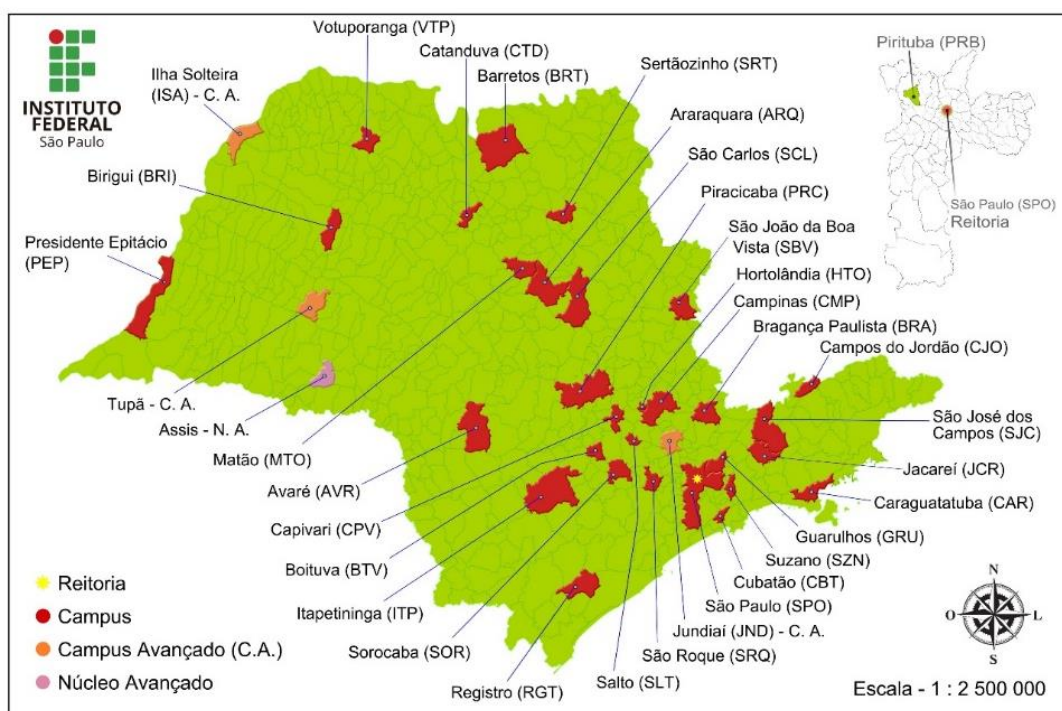 INSTITUTO
FEDERAL
São Paulo
Votuporanga (VTP)
Catanduva (CTD)
Barretos (BRT)
Ilha Solteira
(ISA) - C. A.
Birigui (BRI)
Presidente Epitácio
(PEP)
Sertãozinho (SRT)
Araraquara (ARQ)
São Carlos (SCL)
Piracicaba (PRC)
São João da Boa
Vista (SBV)
Hortolândia (HTO)
Campinas (CMP)
Bragança Paulista (BRA)
Campos do Jordão (CJO)
Pirituba (PRB)
São Paulo (SPO)
Reitoria
São José dos
Campos (SJC)
Jacareí (JCR)
Caraguatatuba (CAR)
Guarulhos (GRU)
Suzano (SZN)
Cubatão (CBT)
São Paulo (SPO)
Jundiaí (JND) - C. A.
São Roque (SRQ)
Salto (SLT)
Tupã - C. A.
Assis - N. A.
Matão (MTO)
Avaré (AVR)
Capivari (CPV)
Boituva (BTV)
Itapetininga (ITP)
Sorocaba (SOR)
Registro (RGT)
Reitoria
Campus
Campus Avançado (C.A.)
Núcleo Avançado
N
O
L
S
Escala - 1 : 2 500 000